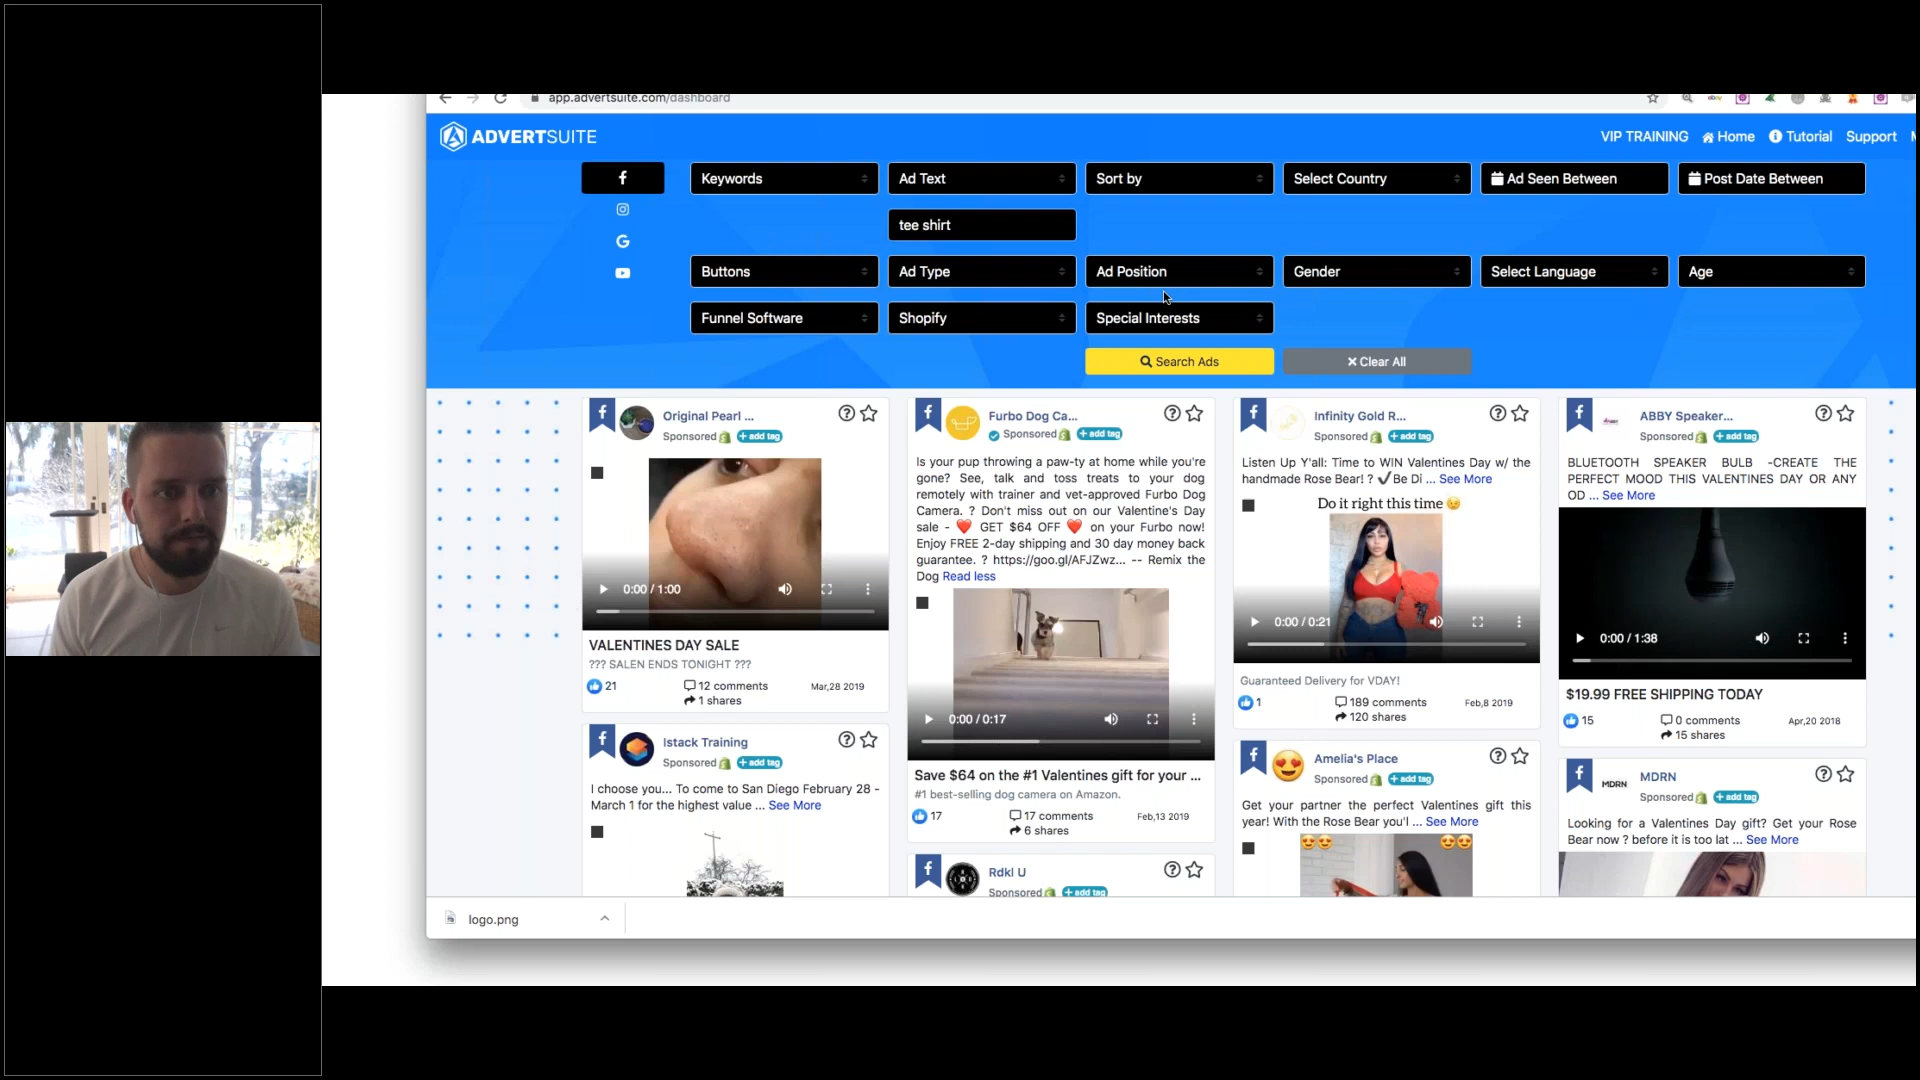 app.advertsuite.com/dashboard
ADVERTSUITE
VIP TRAINING Home Tutorial Support
Keywords Ad Text Sort by Select Country Ad Seen Between Post Date Between
tee shirt
Buttons Ad Type Ad Position Gender Select Language Age
Funnel Software Shopify Special Interests
Search Ads Clear All
Original Pearl ...
Sponsored + add tag
0:00 / 1:00
VALENTINES DAY SALE
??? SALEN ENDS TONIGHT ???
21 12 comments Mar,28 2019
1 shares
Istack Training
Sponsored + add tag
I choose you... To come to San Diego February 28 -
March 1 for the highest value ... See More
Furbo Dog Ca...
Sponsored + add tag
Is your pup throwing a paw-ty at home while you're
gone? See, talk and toss treats to your dog
remotely with trainer and vet-approved Furbo Dog
Camera. ? Don't miss out on our Valentine's Day
sale - ❤️ GET $64 OFF ❤️ on your Furbo now!
Enjoy FREE 2-day shipping and 30 day money back
guarantee. ? https://goo.gl/AFJZwz... -- Remix the
Dog Read less
0:00 / 0:17
Save $64 on the #1 Valentines gift for your ...
#1 best-selling dog camera on Amazon.
17 17 comments Feb,13 2019
6 shares
Rdkl U
Sponsored + add tag
Infinity Gold R...
Sponsored + add tag
Listen Up Y'all: Time to WIN Valentines Day w/ the
handmade Rose Bear! ? ✓Be Di ... See More
Do it right this time 😉
0:00 / 0:21
Guaranteed Delivery for VDAY!
1 189 comments Feb,8 2019
120 shares
Amelia's Place
Sponsored + add tag
Get your partner the perfect Valentines gift this
year! With the Rose Bear you'l ... See More
ABBY Speaker...
Sponsored + add tag
BLUETOOTH SPEAKER BULB -CREATE THE
PERFECT MOOD THIS VALENTINES DAY OR ANY
OD ... See More
0:00 / 1:38
$19.99 FREE SHIPPING TODAY
15 0 comments Apr,20 2018
15 shares
MDRN
MDRN
Sponsored + add tag
Looking for a Valentines Day gift? Get your Rose
Bear now ? before it is too lat ... See More
logo.png